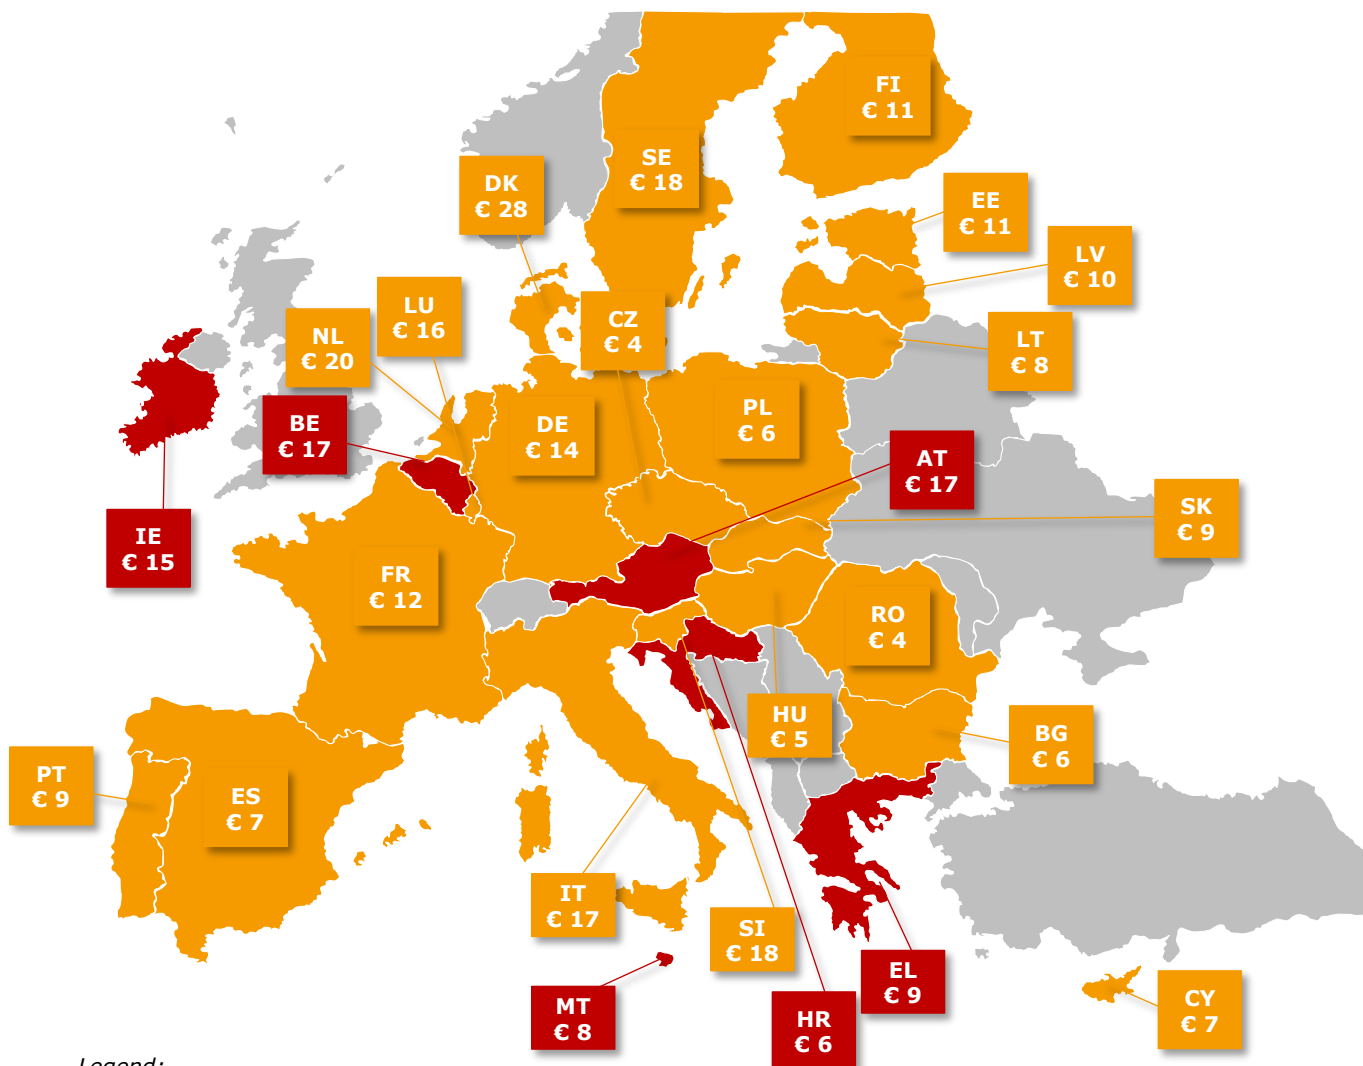 FI
€ 11
SE
€ 18
DK
€ 28
EE
€ 11
LV
€ 10
LU
€ 16
CZ
€ 4
NL
€ 20
LT
€ 8
PL
€ 6
BE
€ 17
DE
€ 14
AT
€ 17
SK
€ 9
IE
€ 15
FR
€ 12
RO
€ 4
HU
€ 5
BG
€ 6
PT
€ 9
ES
€ 7
IT
€ 17
SI
€ 18
EL
€ 9
CY
€ 7
MT
€ 8
HR
€ 6
Legend: